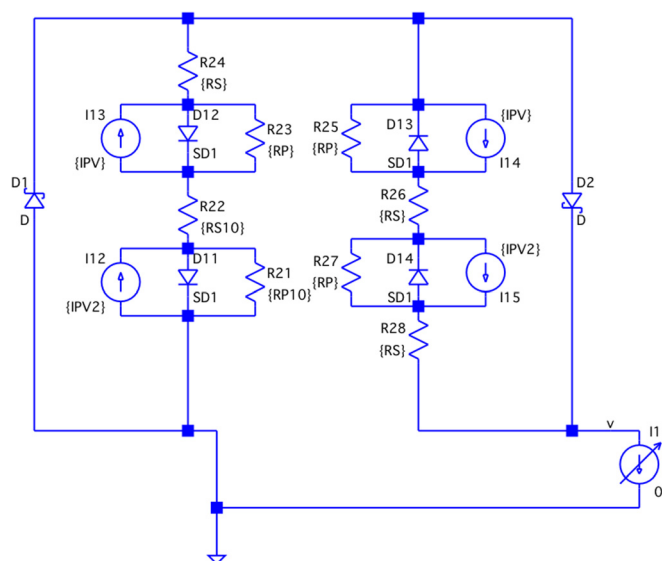 R24
{RS}
I13
D12
R23
{RP}
{IPV}
SD1
R25
{RP}
D13
SD1
{IPV}
I14
D1
D
R22
{RS10}
R26
{RS}
D2
D
I12
D11
R21
{RP10}
{IPV2}
SD1
R27
{RP}
D14
SD1
{IPV2}
I15
R28
{RS}
v
I1
0